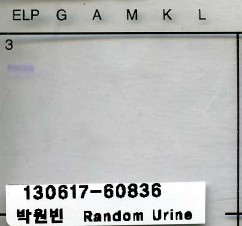 ELP G A M K L
3
130617-60836
박원빈 Random Urine